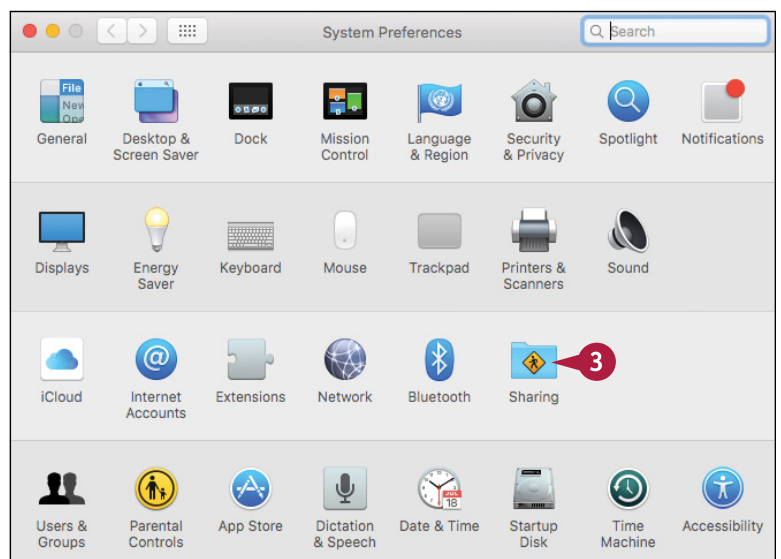 System Preferences
Search
File
New
Ope
General
Desktop &
Screen Saver
Dock
Mission
Control
Language
& Region
Security
& Privacy
Spotlight
Notifications
Displays
Energy
Saver
Keyboard
Mouse
Trackpad
Printers &
Scanners
Sound
iCloud
@
Internet
Accounts
Extensions
Network
Bluetooth
Sharing
3
Users &
Groups
Parental
Controls
App Store
Dictation
& Speech
JUL
18
Date & Time
Startup
Disk
Time
Machine
Accessibility